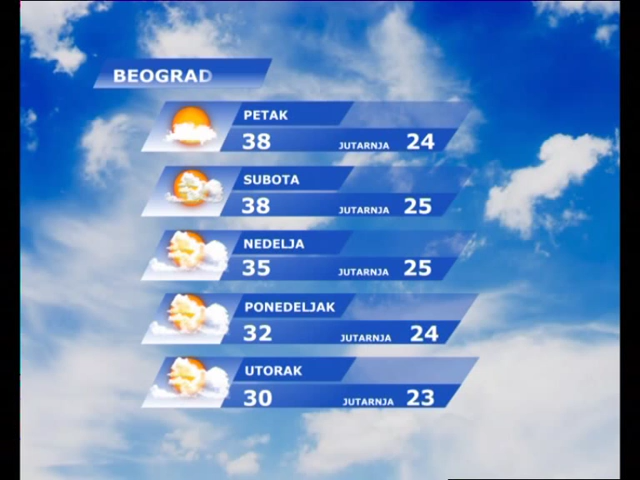 BEOGRAD
PETAK
38 JUTARNJA 24
SUBOTA
38 JUTARNJA 25
NEDELJA
35 JUTARNJA 25
PONEDELJAK
32 JUTARNJA 24
UTORAK
30 JUTARNJA 23